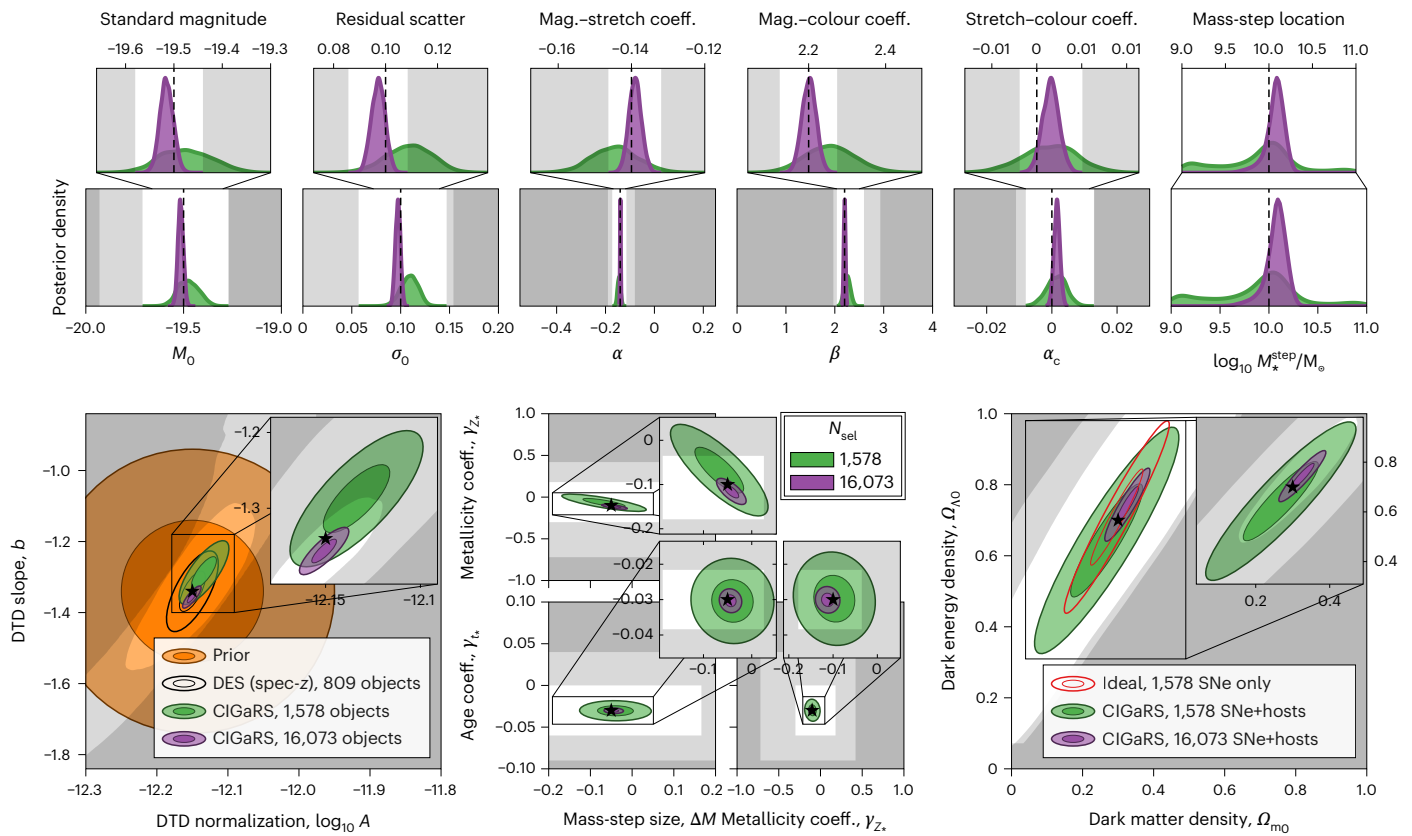 Standard magnitude
Residual scatter
Mag.–stretch coeff.
Mag.–colour coeff.
Stretch–colour coeff.
Mass-step location
−19.6 −19.5 −19.4 −19.3
0.08 0.10 0.12
−0.16 −0.14 −0.12
2.2 2.4
−0.01 0 0.01 0.01
9.0 9.5 10.0 10.5 11.0
Posterior density
−20.0 −19.5 −19.0
0 0.05 0.10 0.15 0.20
−0.4 −0.2 0 0.2
0 1 2 3 4
−0.02 0 0.02
9.0 9.5 10.0 10.5 11.0
M₀
σ₀
α
β
α_c
log₁₀ M⋆^step/M⊙
DTD slope, b
−1.0
−1.2
−1.4
−1.6
−1.8
−1.2
−1.3
−12.15 −12.1
Prior
DES (spec-z), 809 objects
CIGaRS, 1,578 objects
CIGaRS, 16,073 objects
−12.3 −12.2 −12.1 −12.0 −11.9 −11.8
DTD normalization, log₁₀ A
Metallicity coeff., γ_Z⋆
1.0
0.5
0
−0.5
−1.0
0
−0.1
−0.2
N_sel
1,578
16,073
Age coeff., γ_t⋆
0.10
0.05
0
−0.05
−0.10
−0.02
−0.03
−0.04
−0.1 0
−0.2 −0.1 0
−0.2 −0.1 0 0.1 0.2
−1.0 −0.5 0 0.5 1.0
Mass-step size, ΔM
Metallicity coeff., γ_Z⋆
Dark energy density, Ω_Λ0
1.0
0.8
0.6
0.4
0.2
0
0.8
0.6
0.4
0.2 0.4
Ideal, 1,578 SNe only
CIGaRS, 1,578 SNe+hosts
CIGaRS, 16,073 SNe+hosts
0 0.2 0.4 0.6 0.8 1.0
Dark matter density, Ω_m0